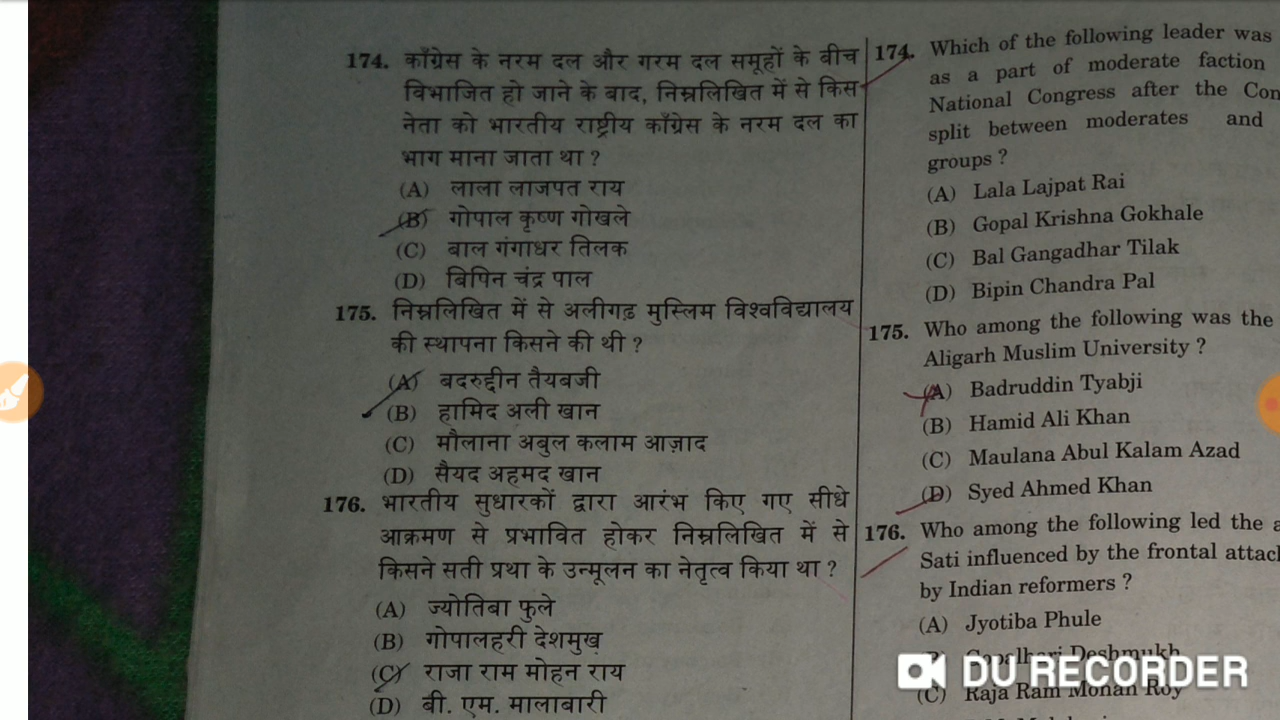 174. काँग्रेस के नरम दल और गरम दल समूहों के बीच
विभाजित हो जाने के बाद, निम्नलिखित में से किस
नेता को भारतीय राष्ट्रीय काँग्रेस के नरम दल का
भाग माना जाता था ?
(A) लाला लाजपत राय
(B) गोपाल कृष्ण गोखले
(C) बाल गंगाधर तिलक
(D) बिपिन चंद्र पाल
175. निम्नलिखित में से अलीगढ़ मुस्लिम विश्वविद्यालय
की स्थापना किसने की थी ?
(A) बदरुद्दीन तैयबजी
(B) हामिद अली खान
(C) मौलाना अबुल कलाम आज़ाद
(D) सैयद अहमद खान
176. भारतीय सुधारकों द्वारा आरंभ किए गए सीधे
आक्रमण से प्रभावित होकर निम्नलिखित में से
किसने सती प्रथा के उन्मूलन का नेतृत्व किया था ?
(A) ज्योतिबा फुले
(B) गोपालहरी देशमुख
(C) राजा राम मोहन राय
(D) बी. एम. मालाबारी
174. Which of the following leader was
as a part of moderate faction
National Congress after the Con
split between moderates and
groups ?
(A) Lala Lajpat Rai
(B) Gopal Krishna Gokhale
(C) Bal Gangadhar Tilak
(D) Bipin Chandra Pal
175. Who among the following was the
Aligarh Muslim University ?
(A) Badruddin Tyabji
(B) Hamid Ali Khan
(C) Maulana Abul Kalam Azad
(D) Syed Ahmed Khan
176. Who among the following led the a
Sati influenced by the frontal attac
by Indian reformers ?
(A) Jyotiba Phule
Gopalhari Deshmukh
(C) Raja Ram Mohan Roy
DU RECORDER